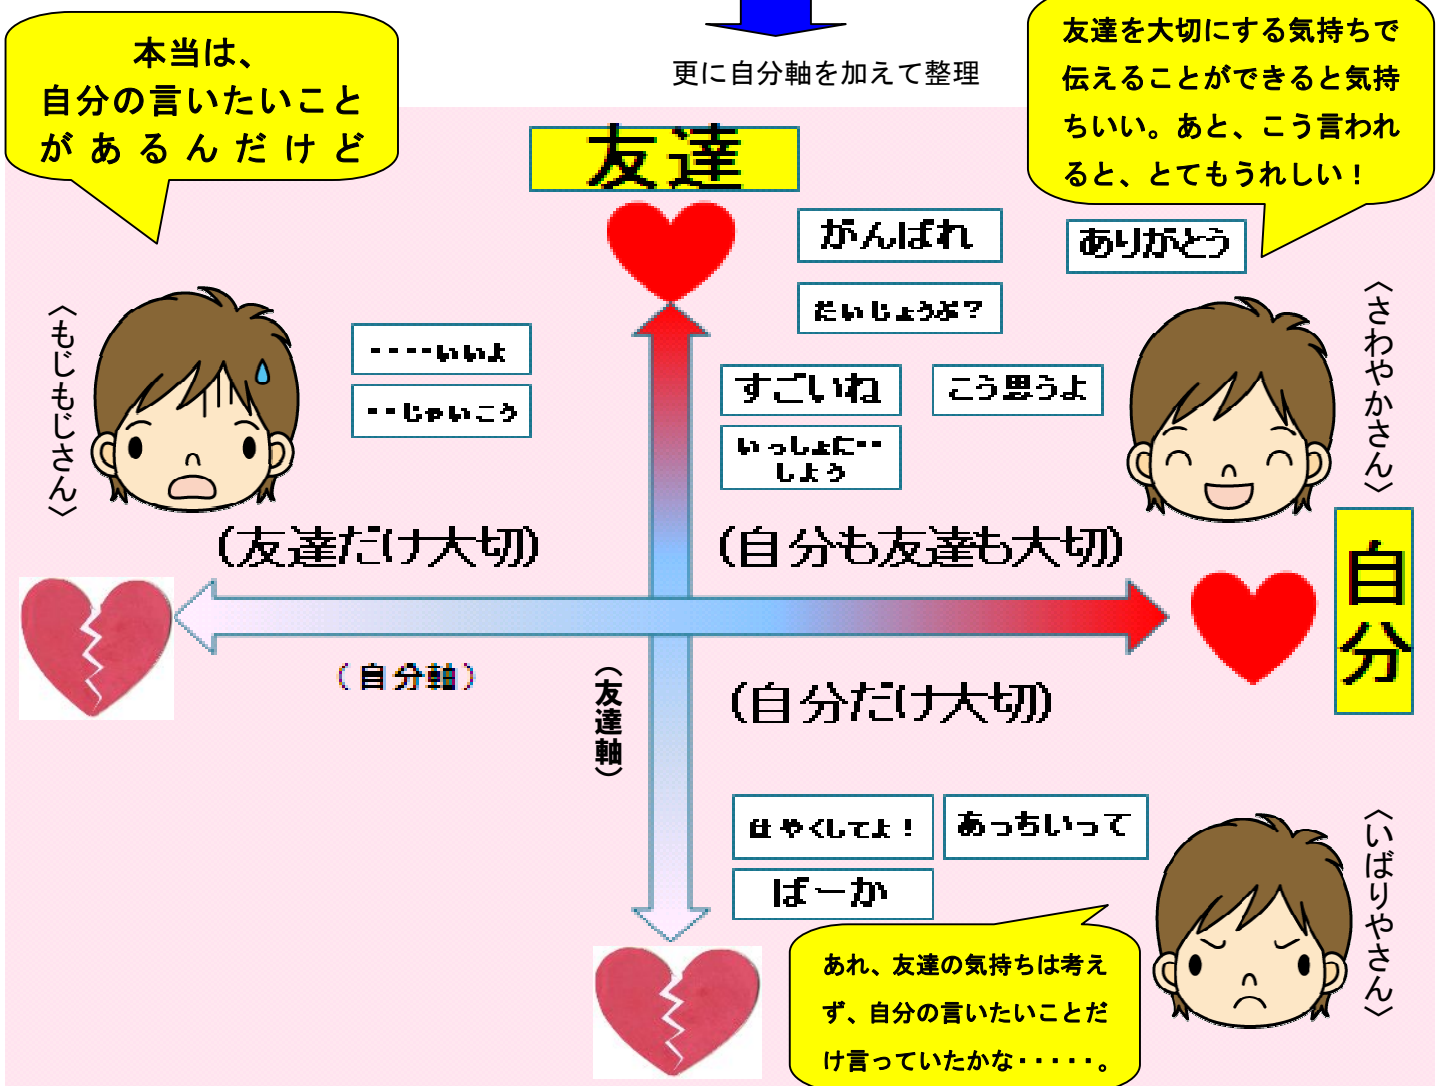 更に自分軸を加えて整理
本当は、
自分の言いたいこと
があるんだけど
友達を大切にする気持ちで
伝えることができると気持
ちいい。あと、こう言われ
ると、とてもうれしい！
友達
がんばれ
ありがとう
だいじょうぶ？
〈もじもじさん〉
・・・・いいよ
・・じゃいこう
すごいね
こう思うよ
いっしょに・・
しよう
〈さわやかさん〉
(友達だけ大切)
(自分も友達も大切)
自分
（自分軸）
（友達軸）
(自分だけ大切)
はやくしてよ！
あっちいって
ばーか
〈いばりやさん〉
あれ、友達の気持ちは考え
ず、自分の言いたいことだ
け言っていたかな・・・・・。